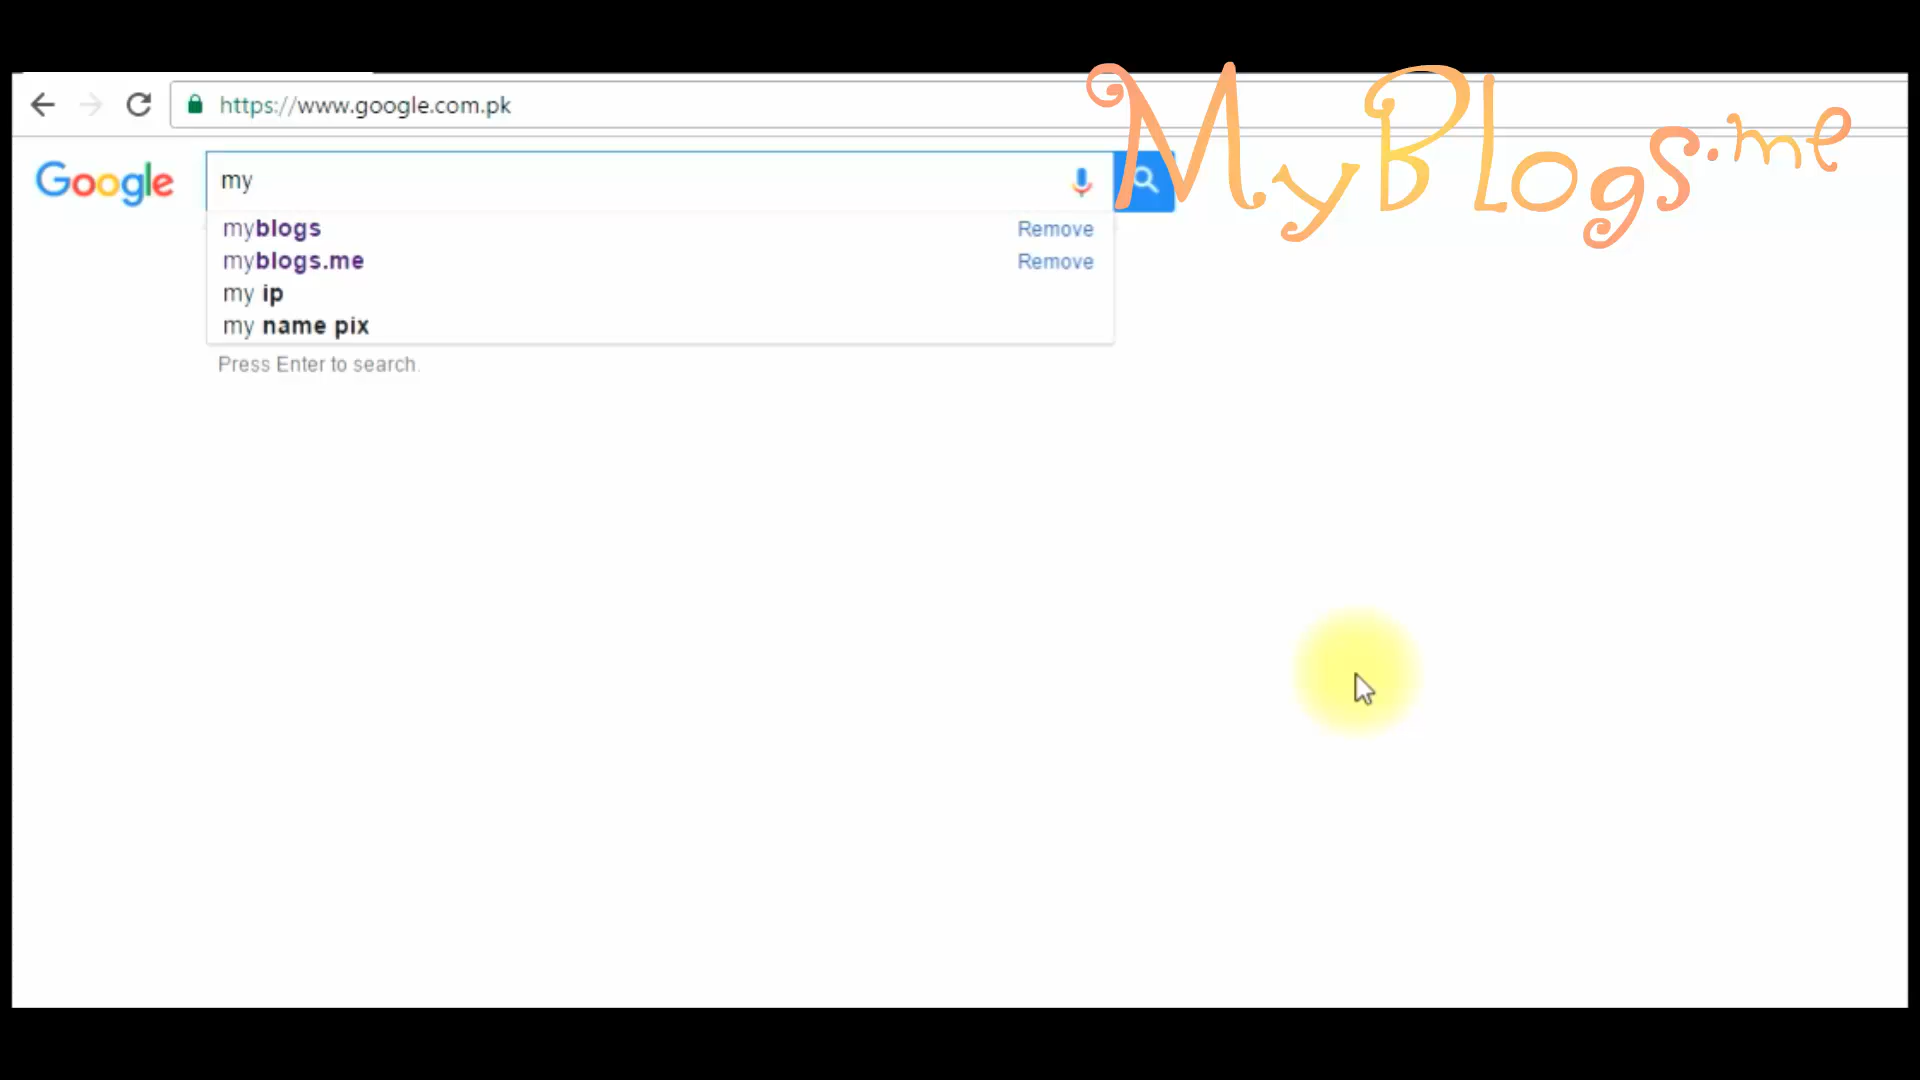 https://www.google.com.pk
MyBlogs.me
Google
my
myblogs Remove
myblogs.me Remove
my ip
my name pix
Press Enter to search.